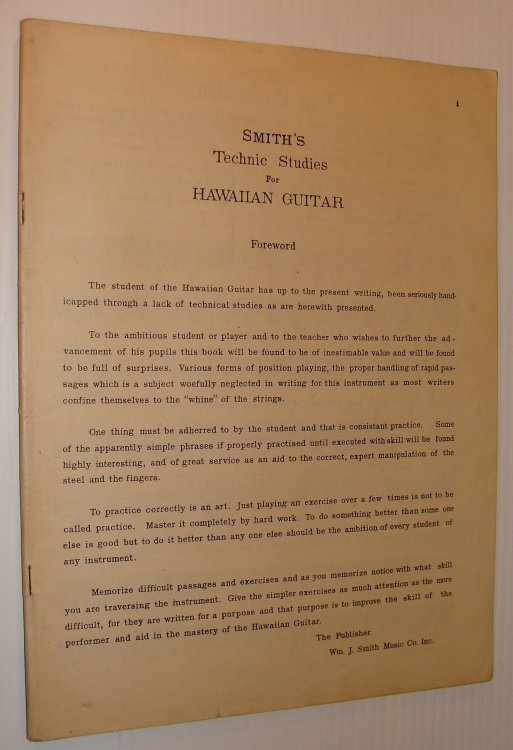 1
SMITH'S
Technic Studies
For
HAWAIIAN GUITAR
Foreword
The student of the Hawaiian Guitar has up to the present writing, been seriously hand-
icapped through a lack of technical studies as are herewith presented.
To the ambitious student or player and to the teacher who wishes to further the ad-
vancement of his pupils this book will be found to be of inestimable value and will be found
to be full of surprises. Various forms of position playing, the proper handling of rapid pas-
sages which is a subject woefully neglected in writing for this instrument as most writers
confine themselves to the "whine" of the strings.
One thing must be adherred to by the student and that is consistant practice. Some
of the apparently simple phrases if properly practised until executed with skill will be found
highly interesting, and of great service as an aid to the correct, expert manipulation of the
steel and the fingers.
To practice correctly is an art. Just playing an exercise over a few times is not to be
called practice. Master it completely by hard work. To do something better than some one
else is good but to do it better than any one else should be the ambition of every student of
any instrument.
Memorize difficult passages and exercises and as you memorize notice with what skill
you are traversing the instrument. Give the simpler exercises as much attention as the more
difficult, for they are written for a purpose and that purpose is to improve the skill of the
performer and aid in the mastery of the Hawaiian Guitar.
The Publisher
Wm. J. Smith Music Co. Inc.